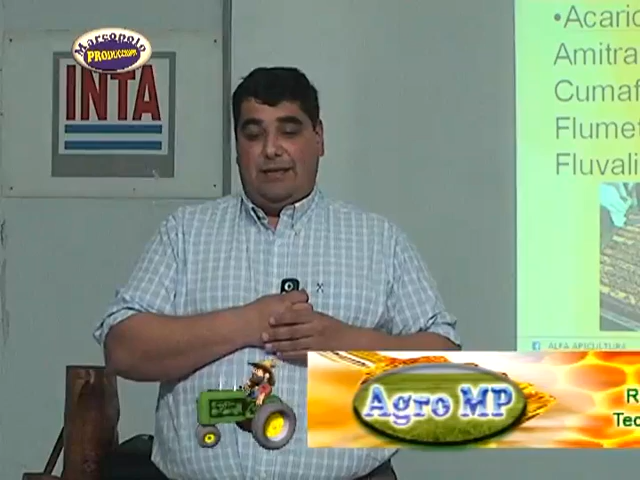 Marsopolo
PRODUCCIONES
INTA
•Acaric
Amitra
Cumaf
Flumet
Fluvali
ALFA APICULTURA
Agro MP
R
Tec